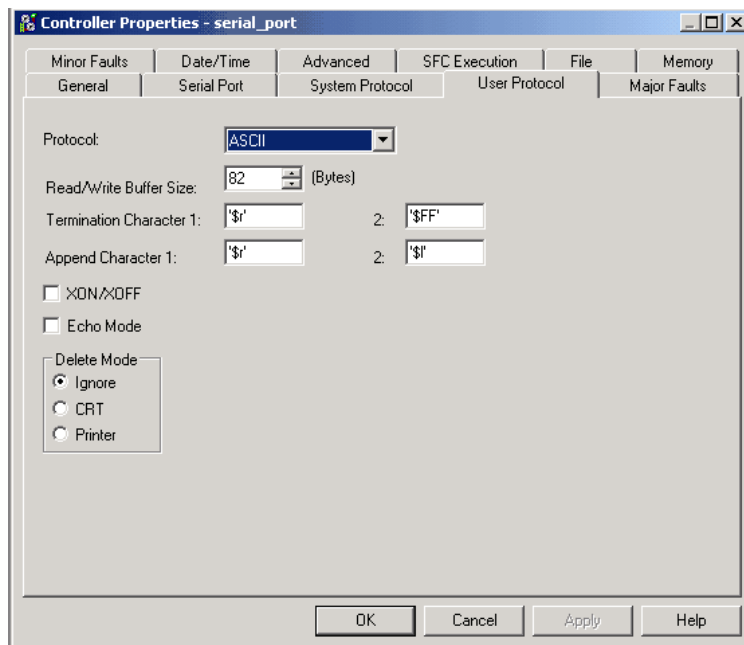 Controller Properties - serial_port
Minor Faults Date/Time Advanced SFC Execution File Memory
General Serial Port System Protocol User Protocol Major Faults
Protocol: ASCII
Read/Write Buffer Size: 82 (Bytes)
Termination Character 1: '$r' 2: '$FF'
Append Character 1: '$r' 2: '$l'
XON/XOFF
Echo Mode
Delete Mode
Ignore
CRT
Printer
OK Cancel Apply Help